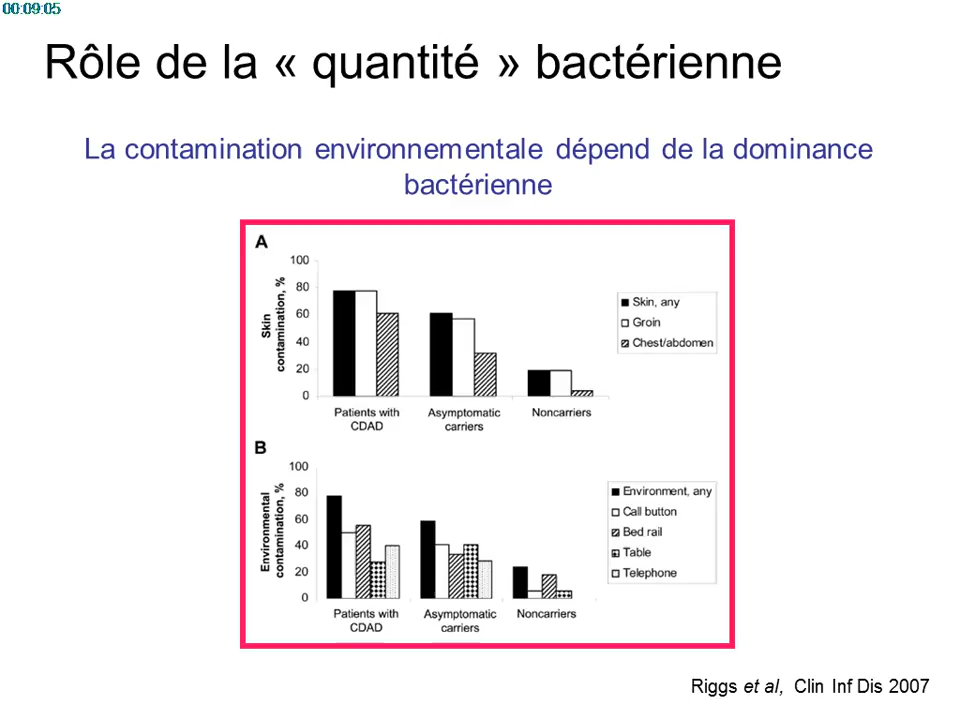 00:09:05
Rôle de la « quantité » bactérienne
La contamination environnementale dépend de la dominance
bactérienne
A
Skin
contamination, %
100
80
60
40
20
0
Patients with
CDAD
Asymptomatic
carriers
Noncarriers
Skin, any
Groin
Chest/abdomen
B
Environmental
contamination, %
100
80
60
40
20
0
Patients with
CDAD
Asymptomatic
carriers
Noncarriers
Environment, any
Call button
Bed rail
Table
Telephone
Riggs et al, Clin Inf Dis 2007